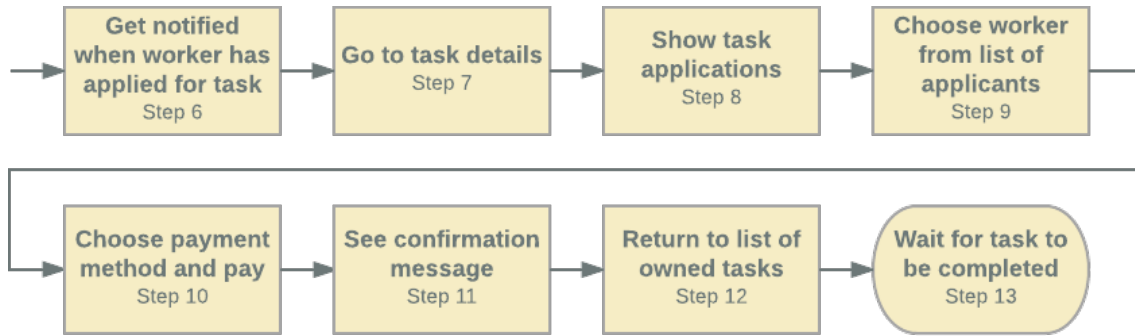 Get notified
when worker has
applied for task
Step 6
Go to task details
Step 7
Show task
applications
Step 8
Choose worker
from list of
applicants
Step 9
Choose payment
method and pay
Step 10
See confirmation
message
Step 11
Return to list of
owned tasks
Step 12
Wait for task to
be completed
Step 13